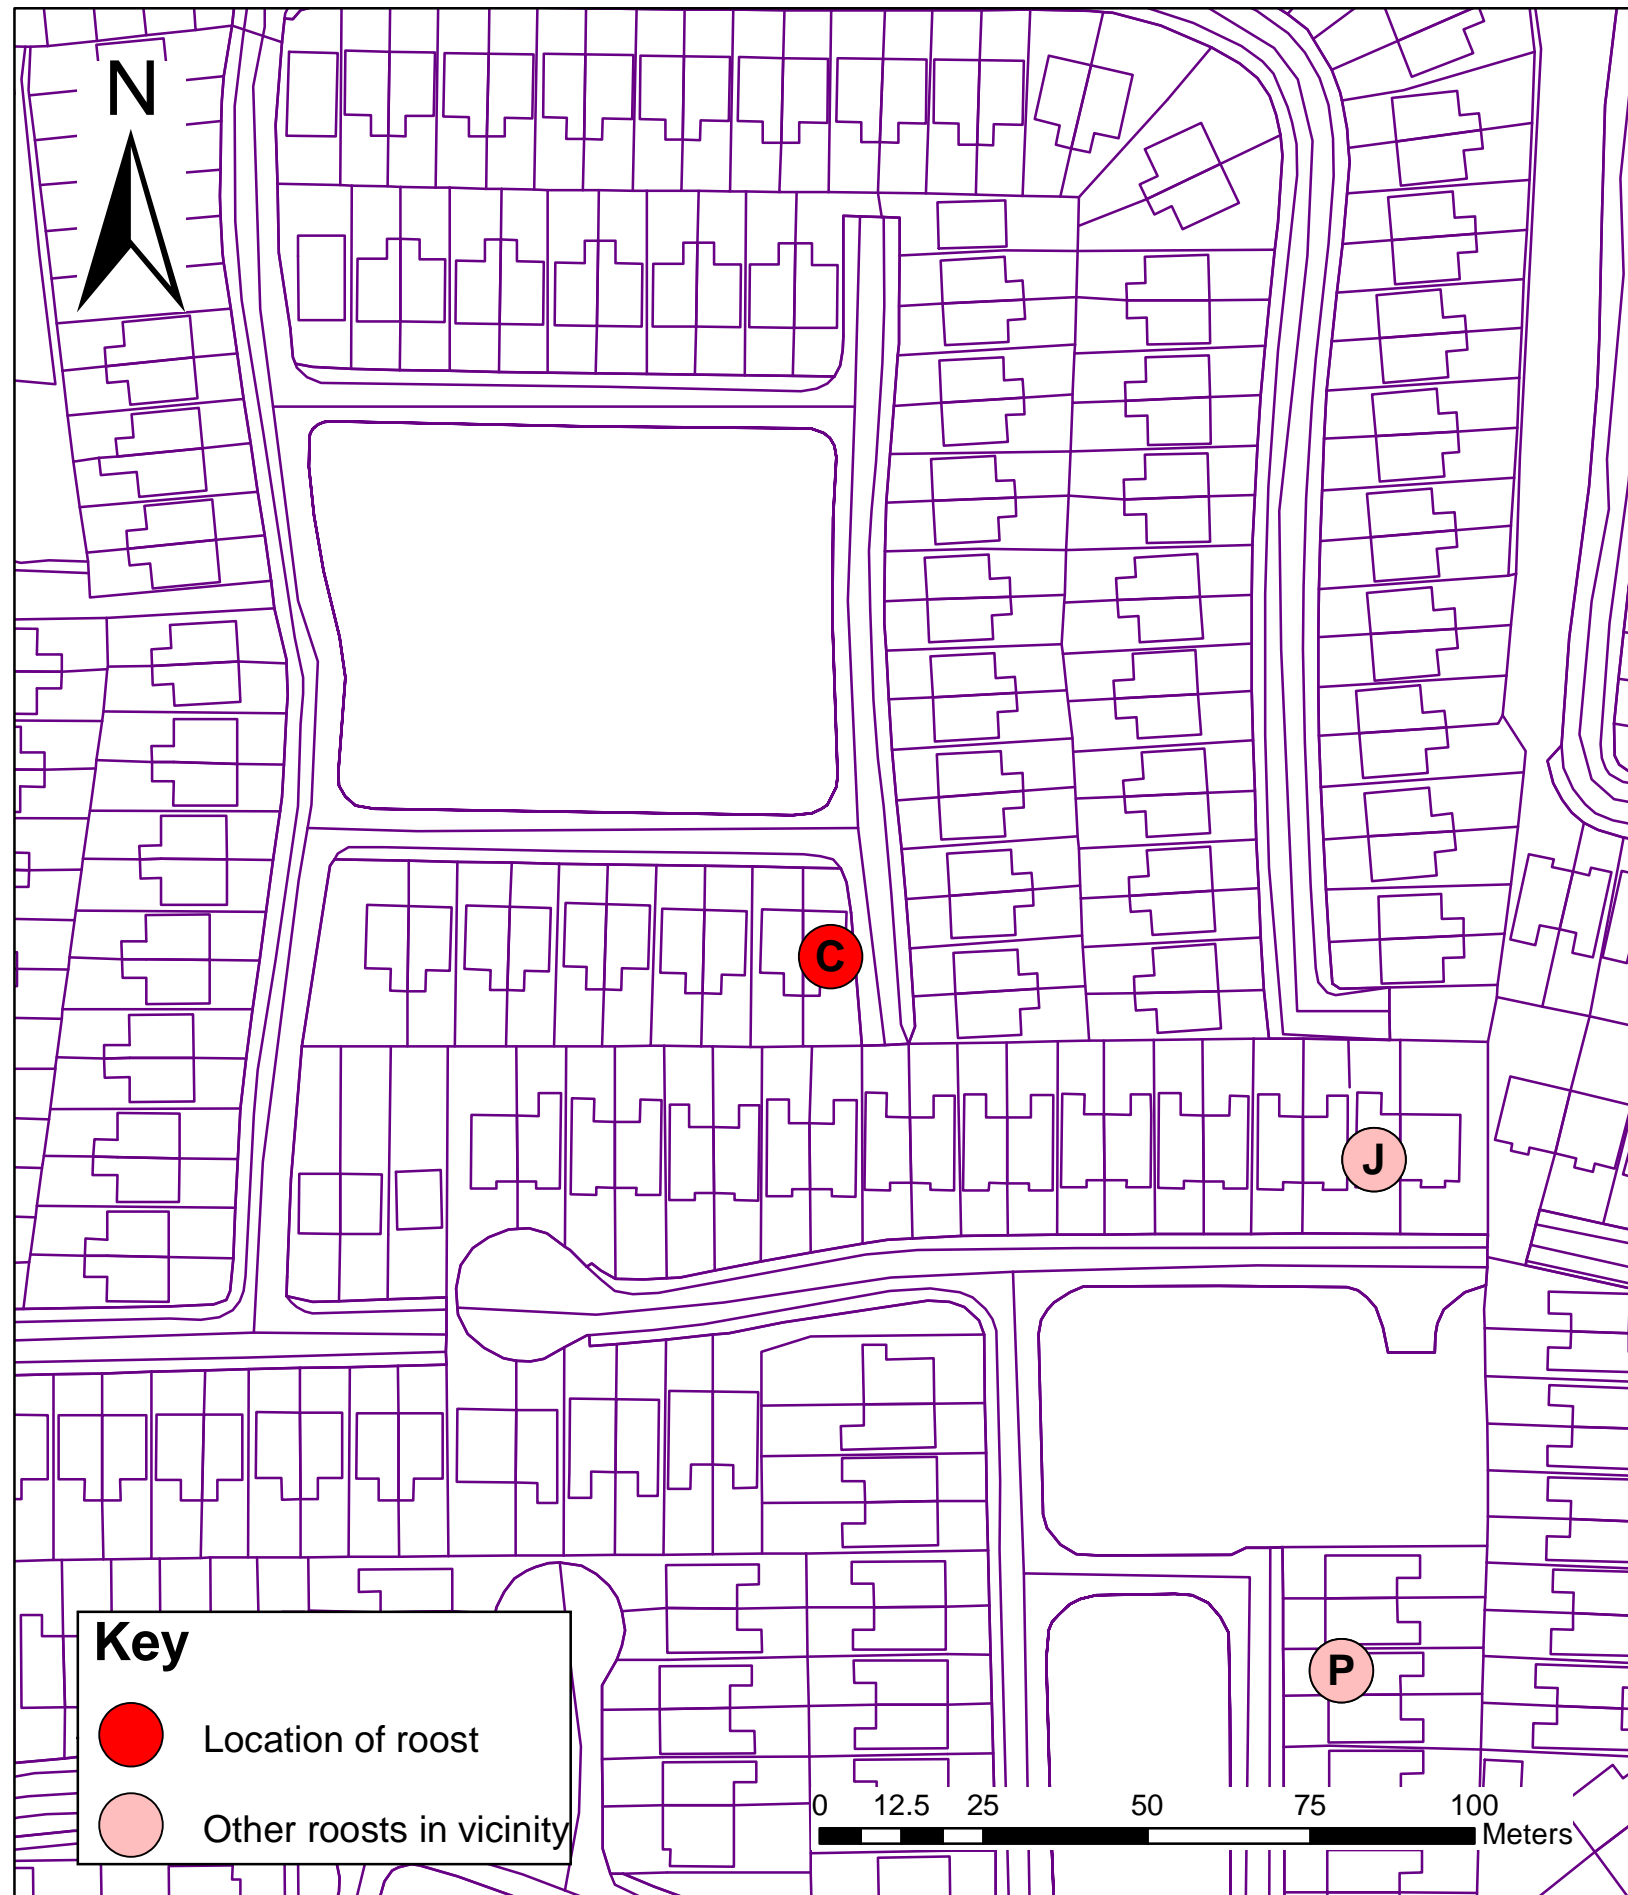 N
C
J
P
Key
Location of roost
Other roosts in vicinity
0 12.5 25 50 75 100
Meters